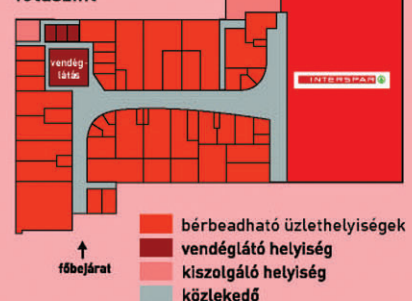 vendég-
látás
INTERSPAR
főbejárat
bérbeadható üzlethelyiségek
vendéglátó helyiség
kiszolgáló helyiség
közlekedő